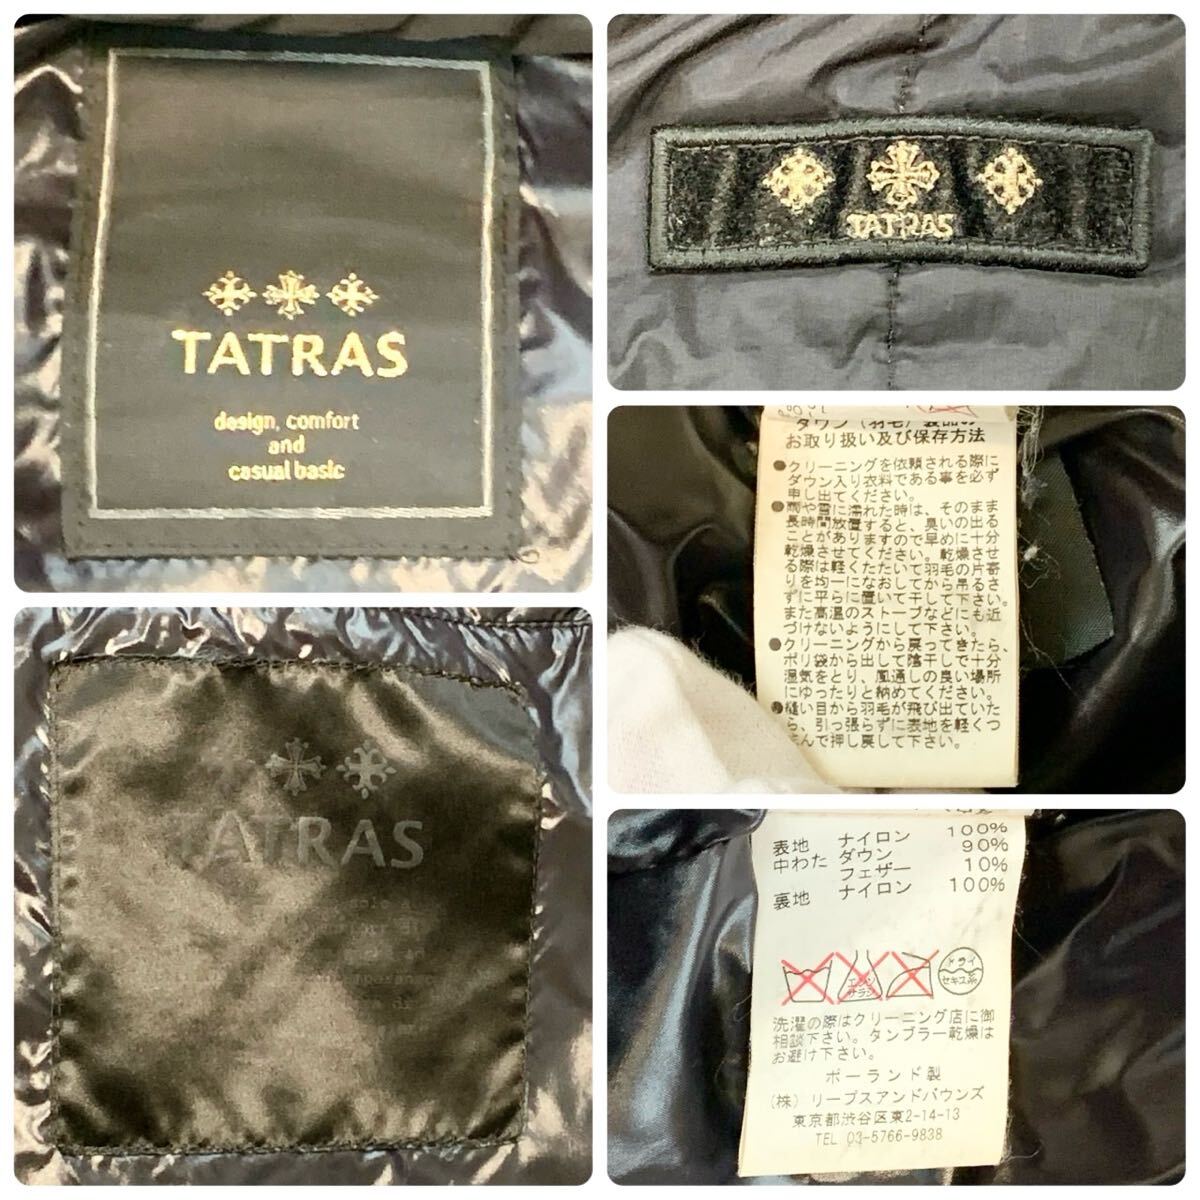 TATRAS
design, comfort
and
casual basic
TATRAS
ダウン(羽毛)製品の
お取り扱い及び保存方法
●クリーニングを依頼される際に
ダウン入り衣料である事を必ず
申し出てください。
●雨や雪に濡れた時は、そのまま
長時間放置すると、臭いの出る
ことがありますので早めに十分
乾燥させてください。乾燥させ
る際は軽くたたいて羽毛の片寄
りを均一になおしてから吊るさ
ずに平らに置いて干して下さい。
また高温のストーブなどにも近
づけないようにして下さい。
●クリーニングから戻ってきたら、
ポリ袋から出して陰干しで十分
湿気をとり、風通しの良い場所
にゆったりと納めてください。
●縫い目から羽毛が飛び出ていた
ら、引っ張らずに表地を軽くつ
まんで押し戻して下さい。
TATRAS
表地 ナイロン 100%
中わた ダウン 90%
フェザー 10%
裏地 ナイロン 100%
エンソ
サラシ
ドライ
セキユ系
洗濯の際はクリーニング店に御
相談下さい。タンブラー乾燥は
お避け下さい。
ポーランド製
(株) リーブスアンドバウンズ
東京都渋谷区東2-14-13
TEL 03-5766-9838